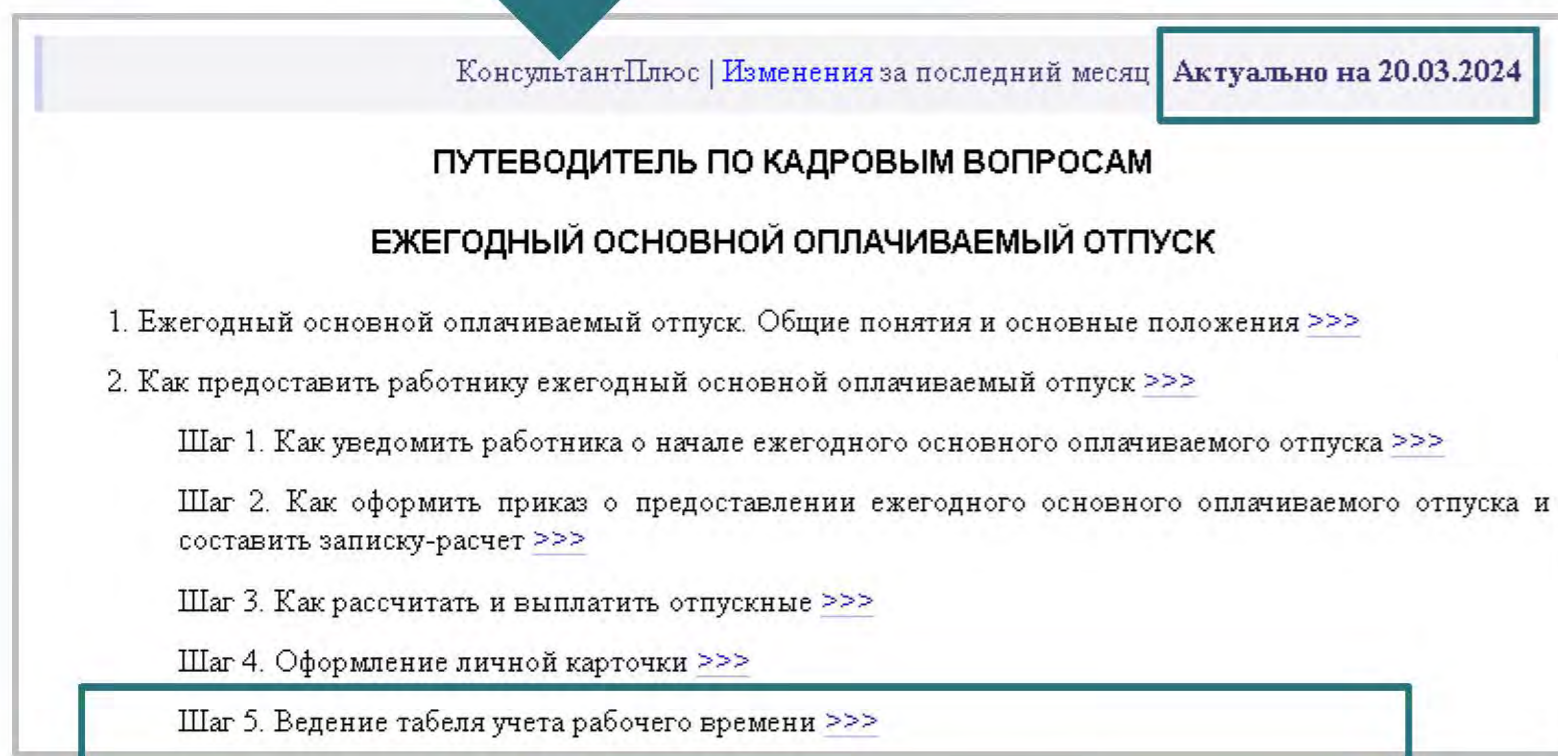 КонсультантПлюс | Изменения за последний месяц Актуально на 20.03.2024
ПУТЕВОДИТЕЛЬ ПО КАДРОВЫМ ВОПРОСАМ
ЕЖЕГОДНЫЙ ОСНОВНОЙ ОПЛАЧИВАЕМЫЙ ОТПУСК
1. Ежегодный основной оплачиваемый отпуск. Общие понятия и основные положения >>>
2. Как предоставить работнику ежегодный основной оплачиваемый отпуск >>>
Шаг 1. Как уведомить работника о начале ежегодного основного оплачиваемого отпуска >>>
Шаг 2. Как оформить приказ о предоставлении ежегодного основного оплачиваемого отпуска и
составить записку-расчет >>>
Шаг 3. Как рассчитать и выплатить отпускные >>>
Шаг 4. Оформление личной карточки >>>
Шаг 5. Ведение табеля учета рабочего времени >>>